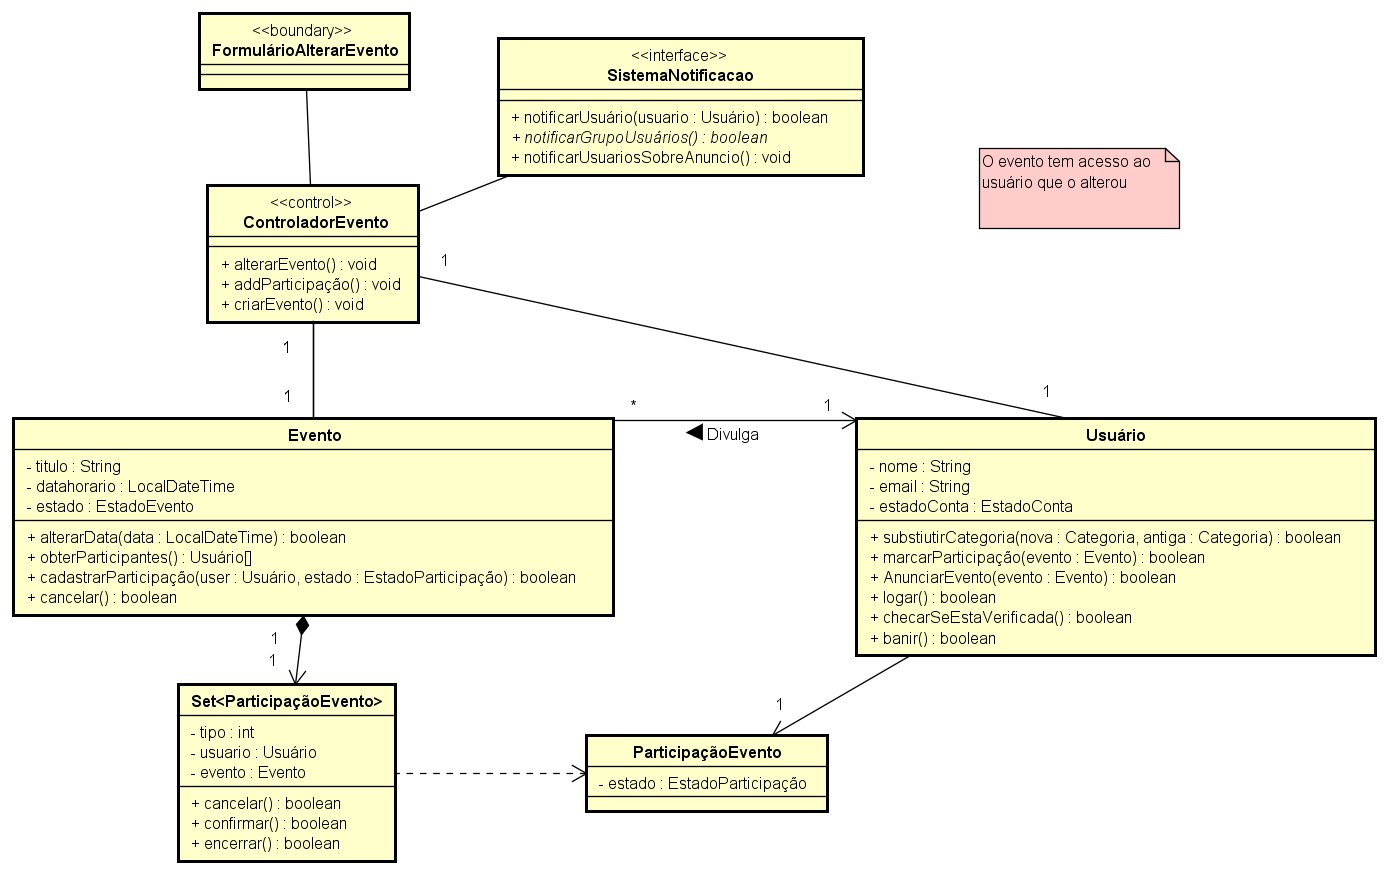 <<boundary>>
FormulárioAlterarEvento
<<interface>>
SistemaNotificacao
+ notificarUsuário(usuario : Usuário) : boolean
+ notificarGrupoUsuários() : boolean
+ notificarUsuariosSobreAnuncio() : void
O evento tem acesso ao
usuário que o alterou
<<control>>
ControladorEvento
+ alterarEvento() : void
+ addParticipação() : void
+ criarEvento() : void
1
1
1
1
* 
1
Divulga
Evento
- titulo : String
- datahorario : LocalDateTime
- estado : EstadoEvento
+ alterarData(data : LocalDateTime) : boolean
+ obterParticipantes() : Usuário[]
+ cadastrarParticipação(user : Usuário, estado : EstadoParticipação) : boolean
+ cancelar() : boolean
Usuário
- nome : String
- email : String
- estadoConta : EstadoConta
+ substiutirCategoria(nova : Categoria, antiga : Categoria) : boolean
+ marcarParticipação(evento : Evento) : boolean
+ AnunciarEvento(evento : Evento) : boolean
+ logar() : boolean
+ checarSeEstaVerificada() : boolean
+ banir() : boolean
1
1
1
Set<ParticipaçãoEvento>
- tipo : int
- usuario : Usuário
- evento : Evento
+ cancelar() : boolean
+ confirmar() : boolean
+ encerrar() : boolean
ParticipaçãoEvento
- estado : EstadoParticipação